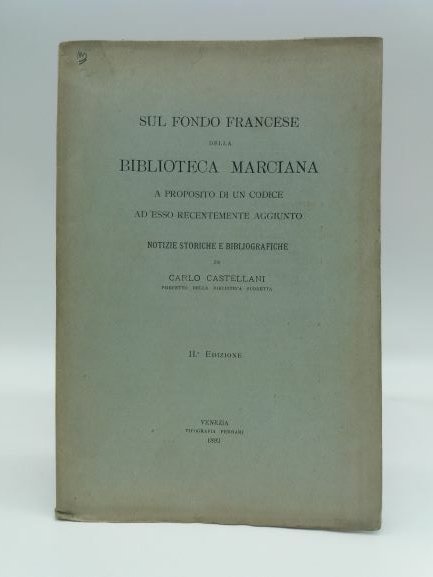 SUL FONDO FRANCESE
DELLA
BIBLIOTECA MARCIANA
A PROPOSITO DI UN CODICE
AD ESSO RECENTEMENTE AGGIUNTO
NOTIZIE STORICHE E BIBLIOGRAFICHE
DI
CARLO CASTELLANI
PREFETTO DELLA BIBLIOTECA SUDDETTA
II.ª EDIZIONE
VENEZIA
TIPOGRAFIA FERRARI